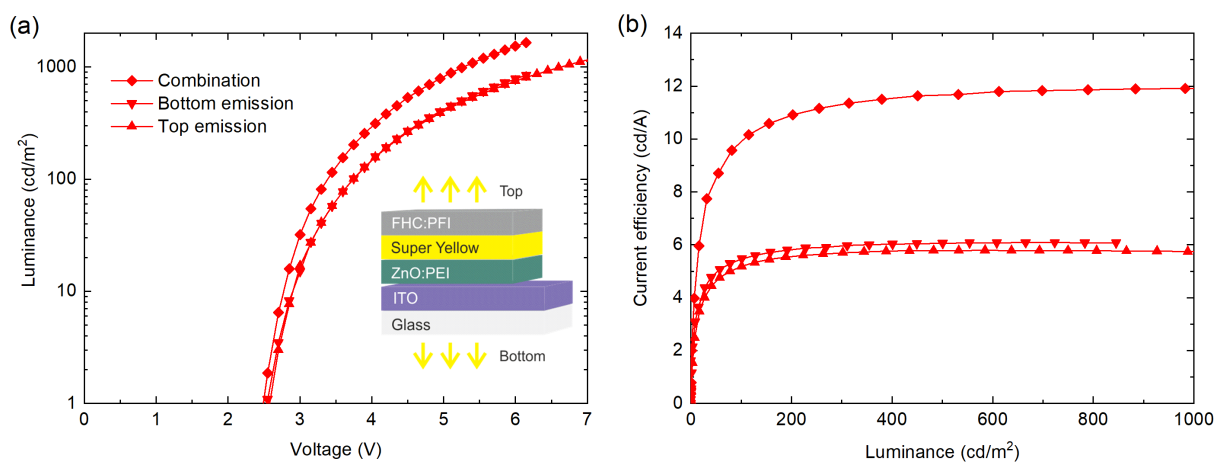 (a)
Luminance (cd/m²)
1000
100
10
1
Combination
Bottom emission
Top emission
Top
FHC:PFI
Super Yellow
ZnO:PEI
ITO
Glass
Bottom
0 1 2 3 4 5 6 7
Voltage (V)
(b)
Current efficiency (cd/A)
14
12
10
8
6
4
2
0
0 200 400 600 800 1000
Luminance (cd/m²)